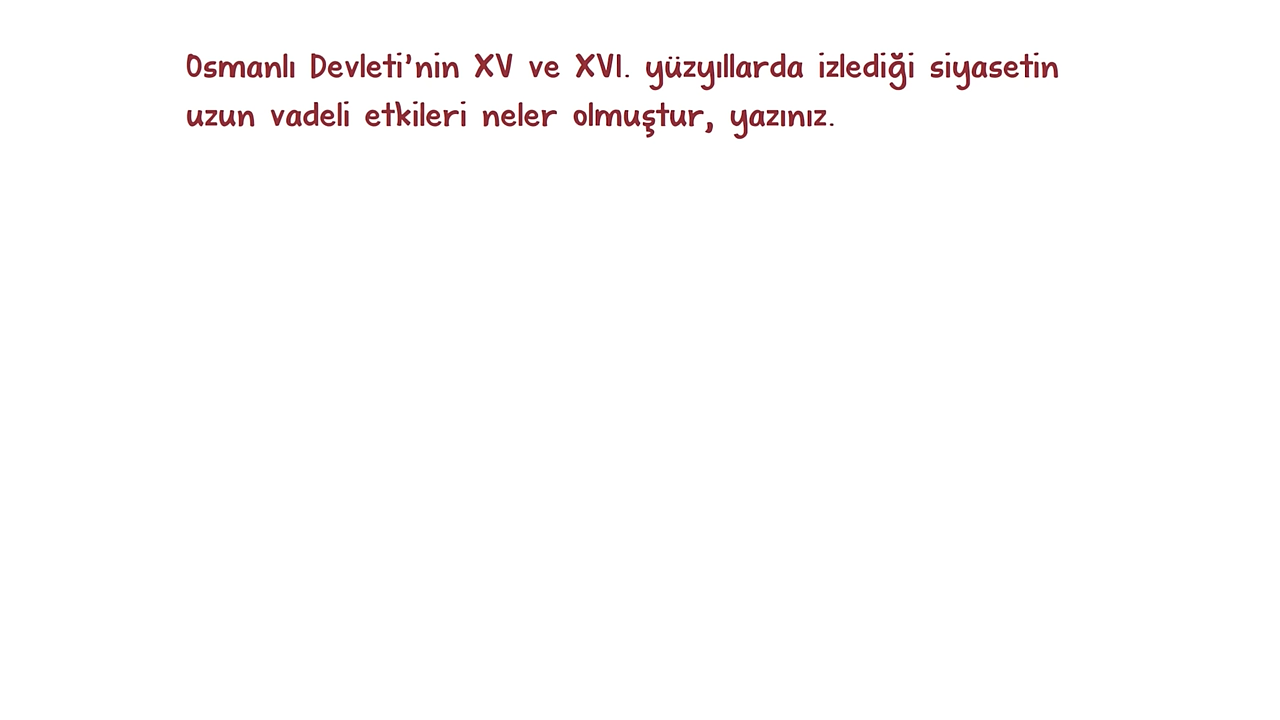 Osmanlı Devleti'nin XV ve XVI. yüzyıllarda izlediği siyasetin
uzun vadeli etkileri neler olmuştur, yazınız.